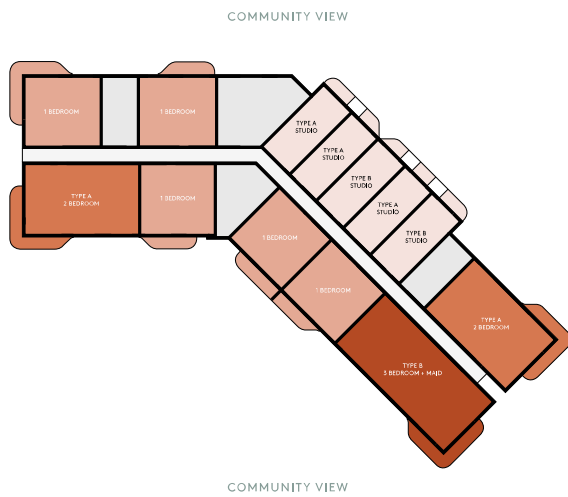 COMMUNITY VIEW
1 BEDROOM
1 BEDROOM
TYPE A
STUDIO
TYPE A
STUDIO
TYPE B
STUDIO
TYPE A
STUDIO
TYPE B
STUDIO
TYPE A
2 BEDROOM
1 BEDROOM
1 BEDROOM
1 BEDROOM
TYPE A
2 BEDROOM
TYPE B
3 BEDROOM + MAID
COMMUNITY VIEW